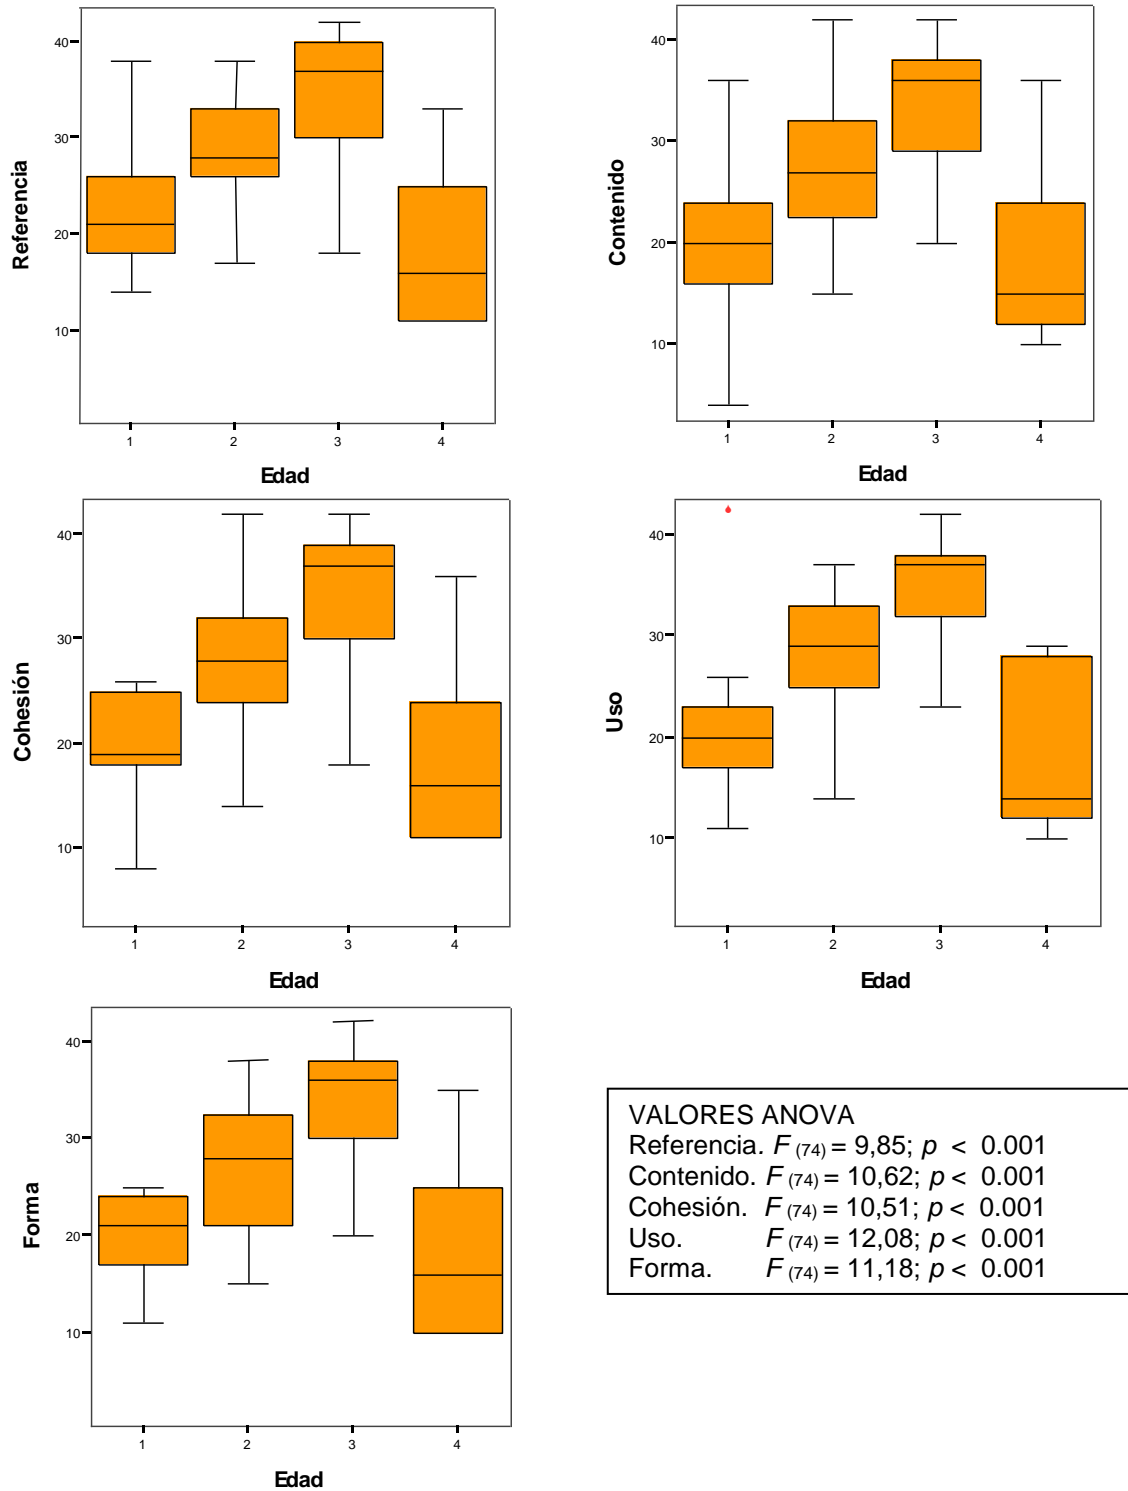 40
30
20
10
Referencia
1 2 3 4
Edad
40
30
20
10
Contenido
1 2 3 4
Edad
40
30
20
10
Cohesión
1 2 3 4
Edad
40
30
20
10
Uso
1 2 3 4
Edad
40
30
20
10
Forma
1 2 3 4
Edad
VALORES ANOVA
Referencia. F (74) = 9,85; p < 0.001
Contenido. F (74) = 10,62; p < 0.001
Cohesión. F (74) = 10,51; p < 0.001
Uso. F (74) = 12,08; p < 0.001
Forma. F (74) = 11,18; p < 0.001